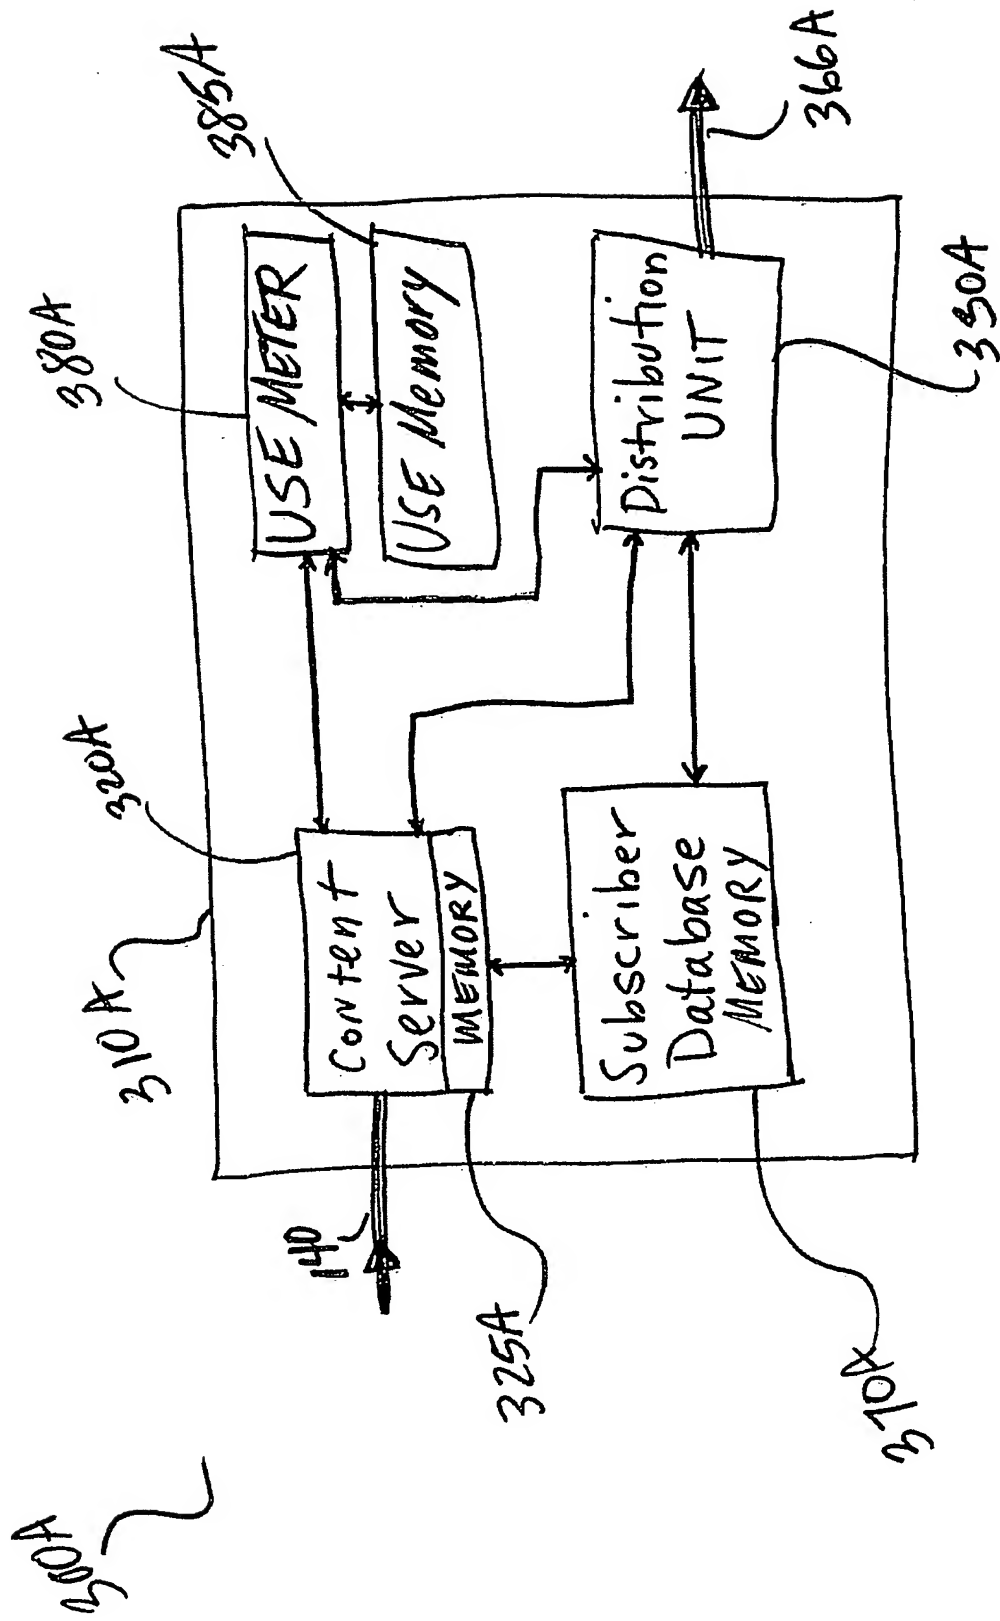 300A
310A
320A
380A
385A
140
Content
Server
MEMORY
USE METER
USE Memory
325A
Subscriber
Database
MEMORY
Distribution
UNIT
366A
370A
330A